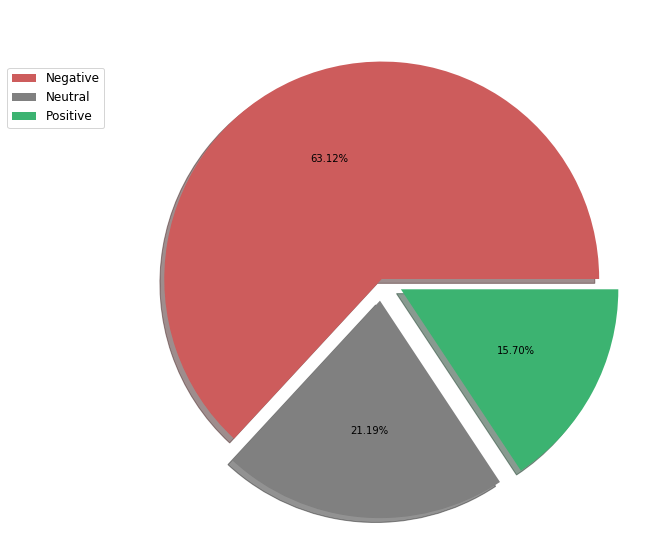 Negative
Neutral
Positive
63.12%
15.70%
21.19%